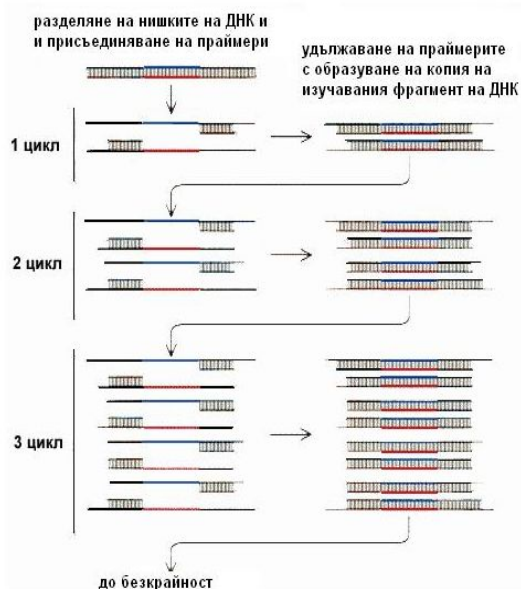 разделяне на нишките на ДНК и
и присъединяване на праймери
удължаване на праймерите
с образуване на копия на
изучавания фрагмент на ДНК
1 цикл
2 цикл
3 цикл
до безкрайност